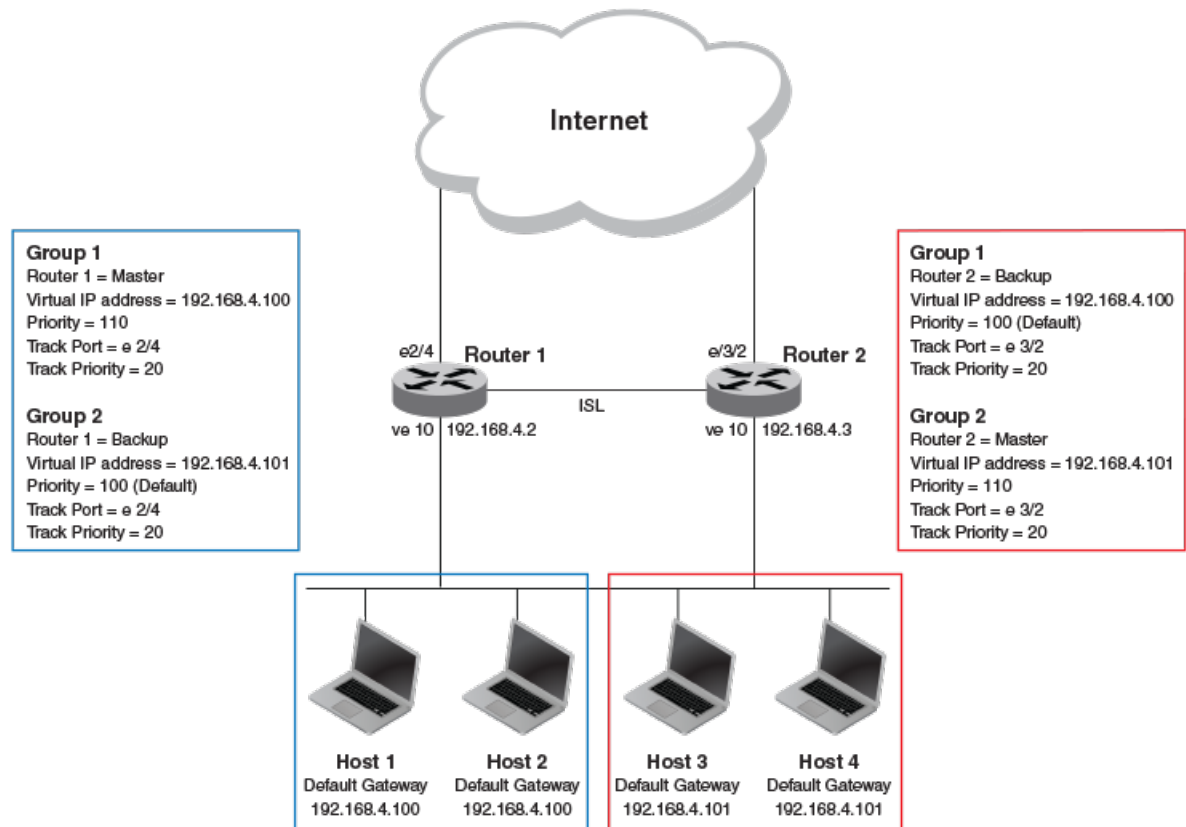 Internet
Group 1
Router 1 = Master
Virtual IP address = 192.168.4.100
Priority = 110
Track Port = e 2/4
Track Priority = 20
Group 2
Router 1 = Backup
Virtual IP address = 192.168.4.101
Priority = 100 (Default)
Track Port = e 2/4
Track Priority = 20
Group 1
Router 2 = Backup
Virtual IP address = 192.168.4.100
Priority = 100 (Default)
Track Port = e 3/2
Track Priority = 20
Group 2
Router 2 = Master
Virtual IP address = 192.168.4.101
Priority = 110
Track Port = e 3/2
Track Priority = 20
e2/4
Router 1
e/3/2
Router 2
ISL
ve 10
192.168.4.2
ve 10
192.168.4.3
Host 1
Default Gateway
192.168.4.100
Host 2
Default Gateway
192.168.4.100
Host 3
Default Gateway
192.168.4.101
Host 4
Default Gateway
192.168.4.101